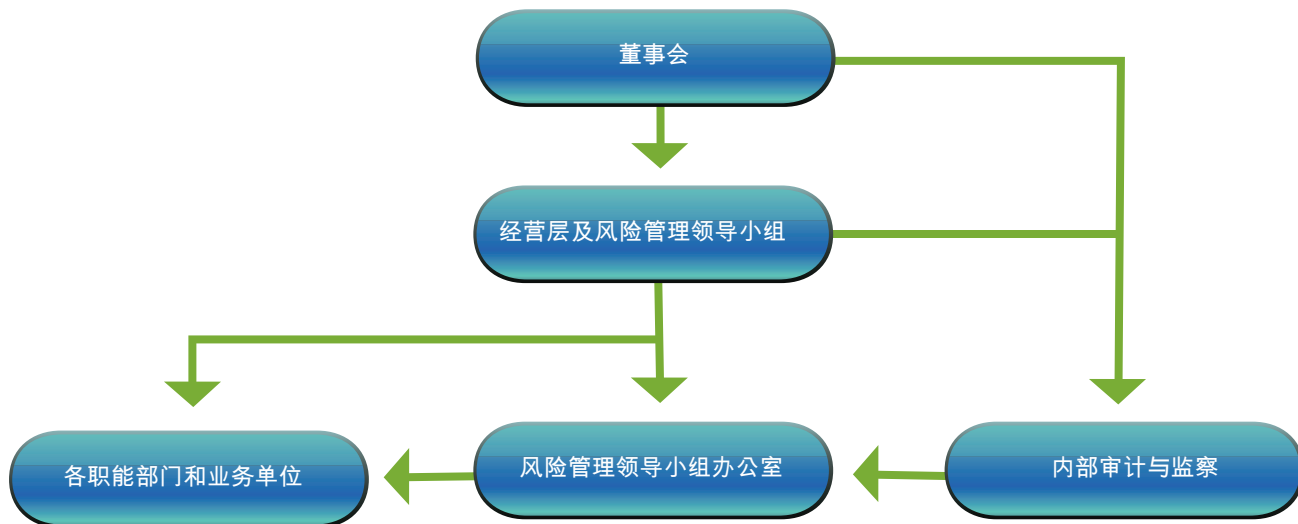 董事会
经营层及风险管理领导小组
各职能部门和业务单位
风险管理领导小组办公室
内部审计与监察